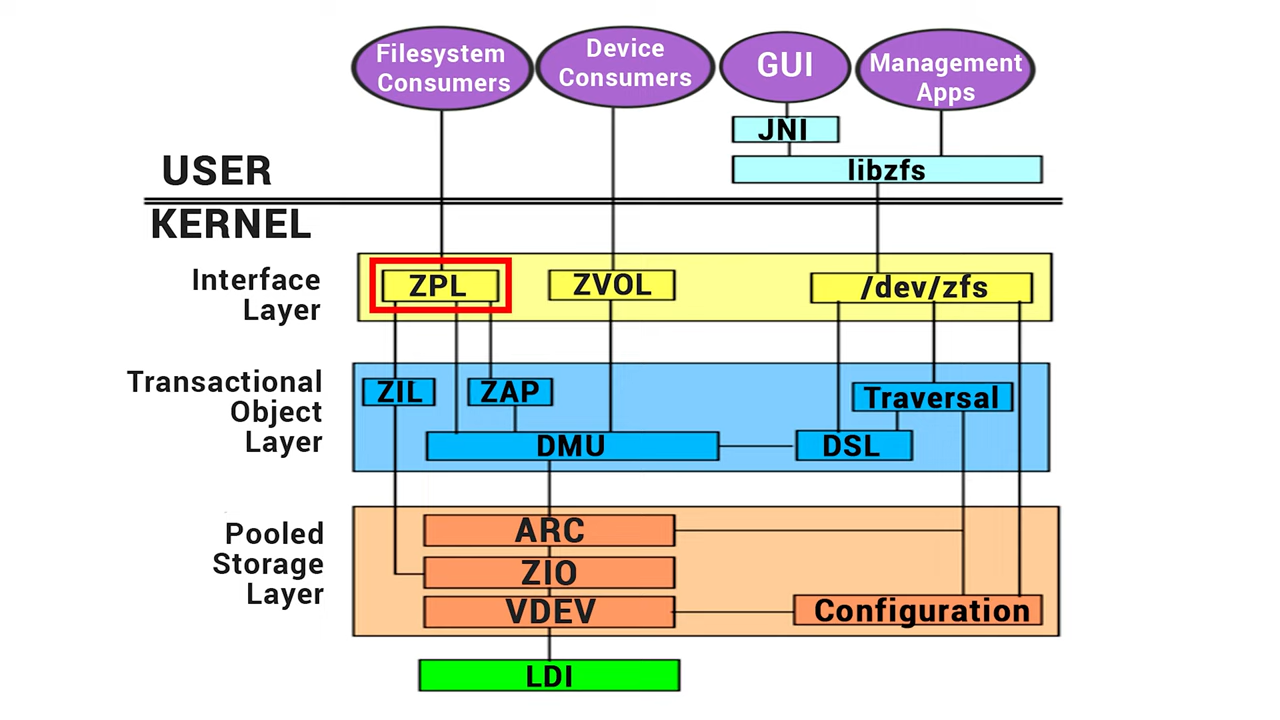 Filesystem
Consumers
Device
Consumers
GUI
Management
Apps
JNI
libzfs
USER
KERNEL
Interface
Layer
ZPL
ZVOL
/dev/zfs
Transactional
Object
Layer
ZIL
ZAP
Traversal
DMU
DSL
Pooled
Storage
Layer
ARC
ZIO
VDEV
Configuration
LDI